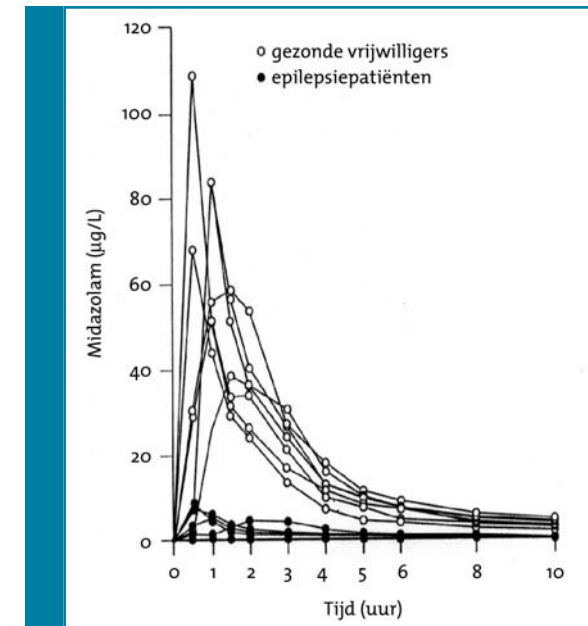 120
100
80
60
40
20
0
Midazolam (µg/L)
○ gezonde vrijwilligers
● epilepsiepatiënten
0 1 2 3 4 5 6 8 10
Tijd (uur)